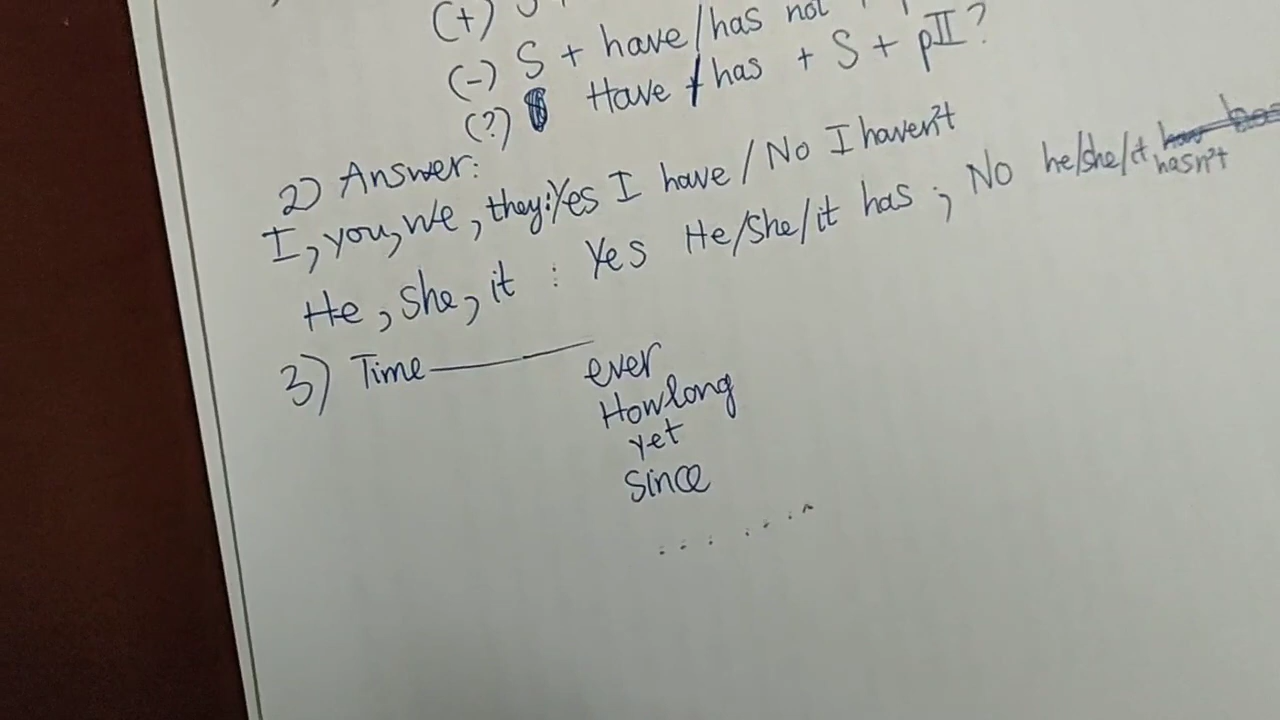 (+)
(-) S + have/has not
(?) Have/has + S + pII?
2) Answer:
I, you, we, they: Yes I have / No I haven't
He, she, it : Yes He/She/it has ; No he/she/it hasn't
3) Time — ever
How long
yet
Since
.......